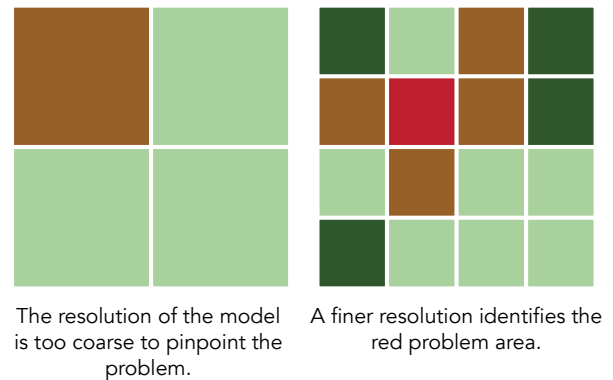 The resolution of the model
is too coarse to pinpoint the
problem.
A finer resolution identifies the
red problem area.